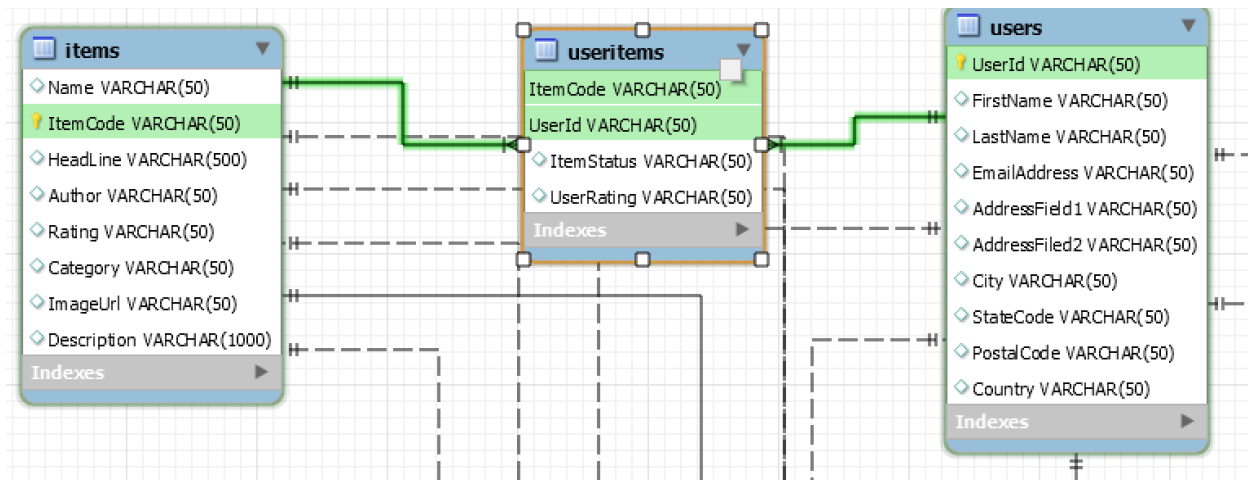 items
Name VARCHAR(50)
ItemCode VARCHAR(50)
HeadLine VARCHAR(500)
Author VARCHAR(50)
Rating VARCHAR(50)
Category VARCHAR(50)
ImageUrl VARCHAR(50)
Description VARCHAR(1000)
Indexes
useritems
ItemCode VARCHAR(50)
UserId VARCHAR(50)
ItemStatus VARCHAR(50)
UserRating VARCHAR(50)
Indexes
users
UserId VARCHAR(50)
FirstName VARCHAR(50)
LastName VARCHAR(50)
EmailAddress VARCHAR(50)
AddressField1 VARCHAR(50)
AddressFiled2 VARCHAR(50)
City VARCHAR(50)
StateCode VARCHAR(50)
PostalCode VARCHAR(50)
Country VARCHAR(50)
Indexes